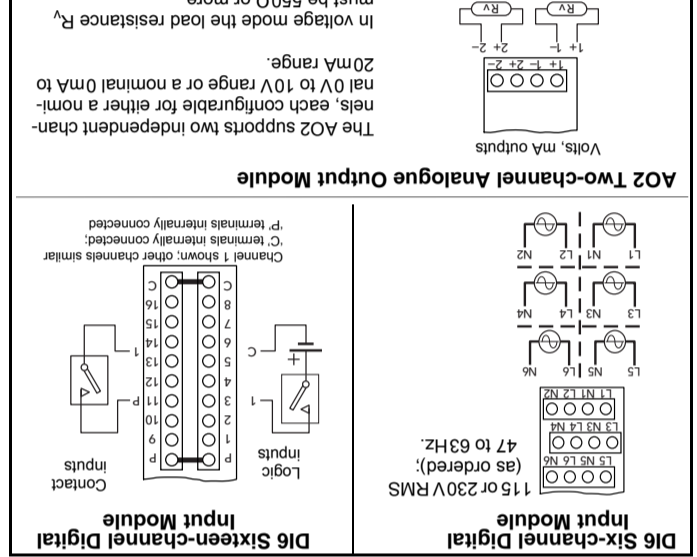 DI6 Six-channel Digital
Input Module
115 or 230V RMS
(as ordered);
47 to 63Hz.
L5 N5 L6 N6
L3 N3 L4 N4
L1 N1 L2 N2
L5 N5 L6 N6
L3 N3 L4 N4
L1 N1 L2 N2
DI6 Sixteen-channel Digital
Input Module
Logic
inputs
Contact
inputs
P P
1 9
2 10
3 11
4 12
5 13
6 14
7 15
8 16
C C
1
C
+
P
1
Channel 1 shown; other channels similar
'C' terminals internally connected;
'P' terminals internally connected
AO2 Two-channel Analogue Output Module
Volts, mA outputs
1+ 1– 2+ 2–
1+ 1– 2+ 2–
Rv Rv
The AO2 supports two independent chan-
nels, each configurable for either a nomi-
nal 0V to 10V range or a nominal 0mA to
20mA range.
In voltage mode the load resistance Rv
must be 550Ω or more